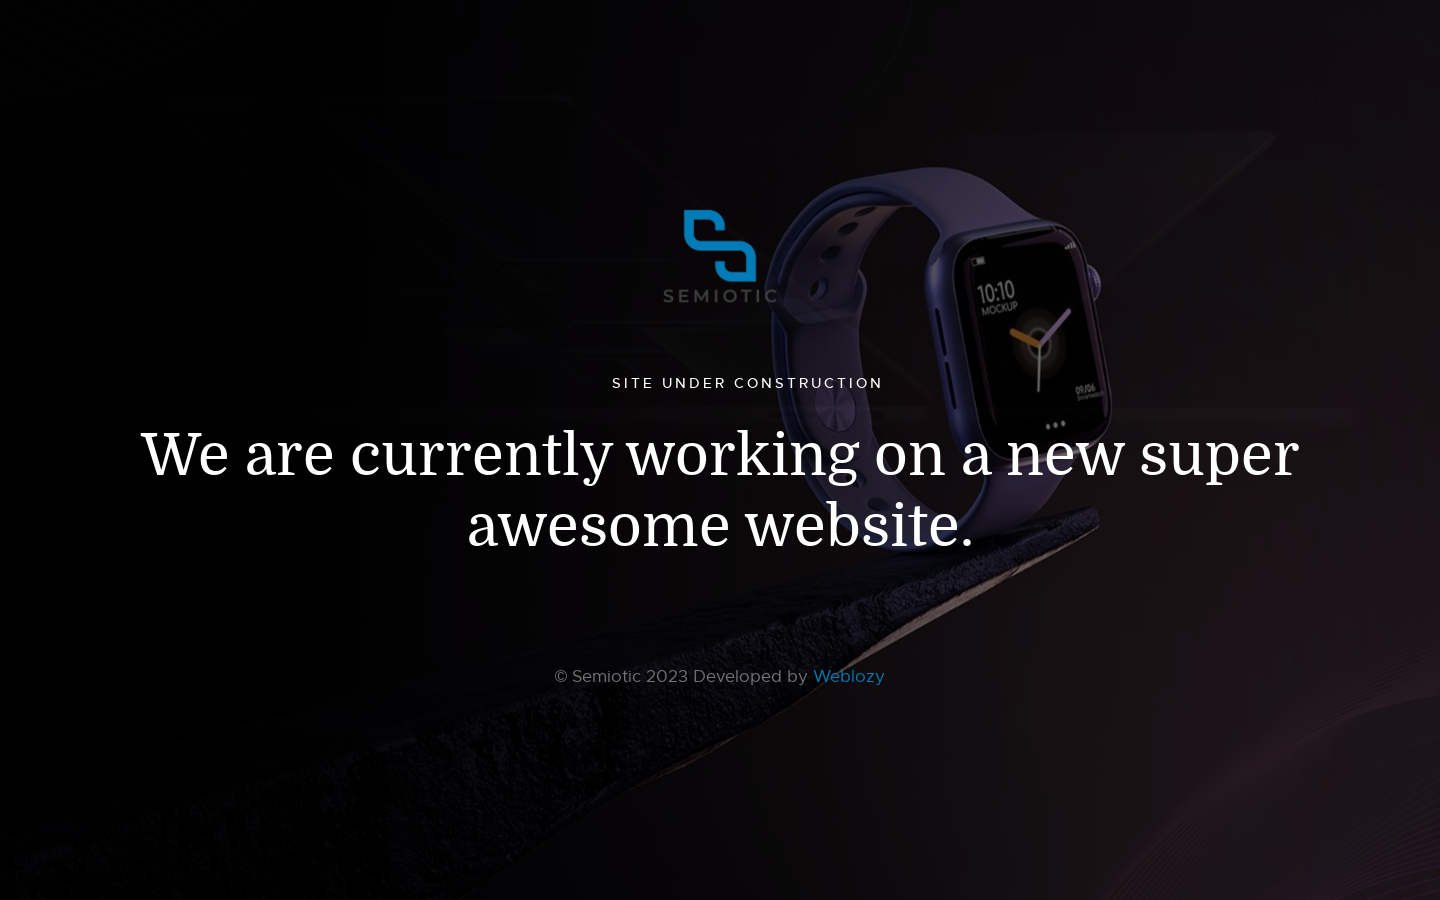 SEMIOTIC
10:10
MOCKUP
09/06
Smartwatch
SITE UNDER CONSTRUCTION
We are currently working on a new super
awesome website.
© Semiotic 2023 Developed by Weblozy